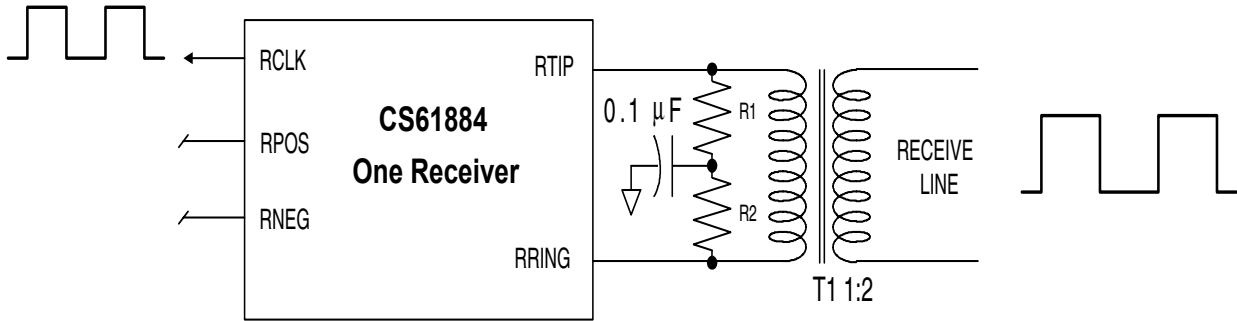 RCLK
RPOS
RNEG
CS61884
One Receiver
RTIP
RRING
0.1 μF
R1
R2
T1 1:2
RECEIVE
LINE